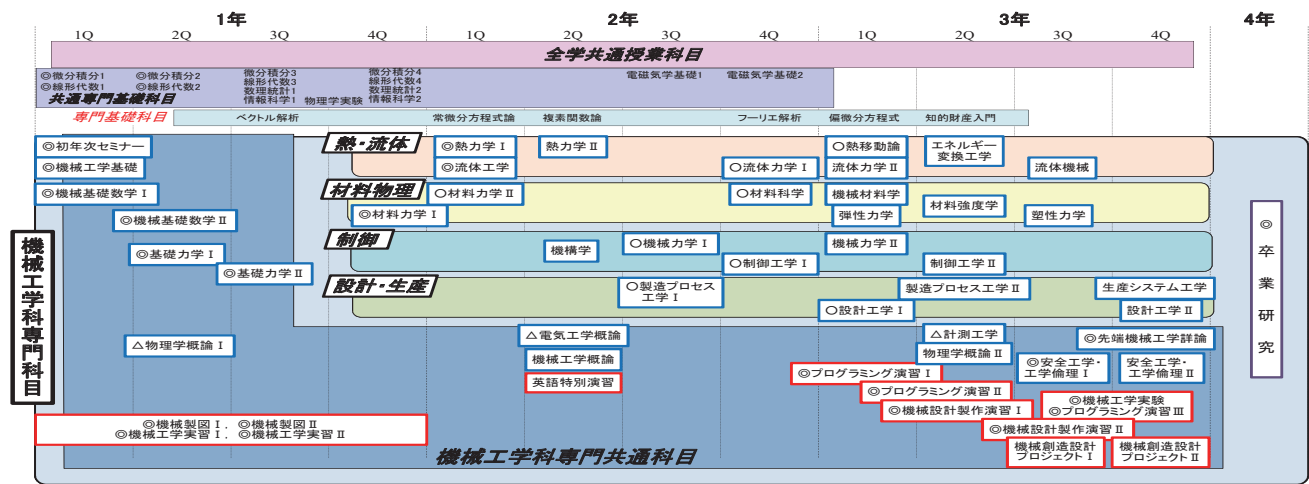 1年 2年 3年 4年
1Q 2Q 3Q 4Q 1Q 2Q 3Q 4Q 1Q 2Q 3Q 4Q
全学共通授業科目
◎微分積分1 ◎微分積分2 微分積分3 微分積分4 電磁気学基礎1 電磁気学基礎2
◎線形代数1 ◎線形代数2 線形代数3 線形代数4
数理統計1 数理統計2
共通専門基礎科目 情報科学1 物理学実験 情報科学2
専門基礎科目 ベクトル解析 常微分方程式論 複素関数論 フーリエ解析 偏微分方程式 知的財産入門
機械工学科専門科目
◎初年次セミナー
◎機械工学基礎
◎機械基礎数学Ⅰ
◎機械基礎数学Ⅱ
◎基礎力学Ⅰ
◎基礎力学Ⅱ
△物理学概論Ⅰ
熱・流体
◎熱力学Ⅰ 熱力学Ⅱ 〇熱移動論 エネルギー
変換工学
◎流体工学 〇流体力学Ⅰ 流体力学Ⅱ 流体機械
材料物理
〇材料力学Ⅱ 〇材料科学 機械材料学
材料強度学
◎材料力学Ⅰ 弾性力学 塑性力学
制御
機構学 〇機械力学Ⅰ 機械力学Ⅱ
〇制御工学Ⅰ 制御工学Ⅱ
設計・生産
〇製造プロセス
工学Ⅰ
製造プロセス工学Ⅱ 生産システム工学
〇設計工学Ⅰ 設計工学Ⅱ
△電気工学概論 △計測工学 ◎先端機械工学詳論
機械工学概論 物理学概論Ⅱ
◎安全工学・
工学倫理Ⅰ
安全工学・
工学倫理Ⅱ
英語特別演習 ◎プログラミング演習Ⅰ
◎プログラミング演習Ⅱ
◎機械設計製作演習Ⅰ
◎機械工学実験
◎プログラミング演習Ⅲ
◎機械設計製作演習Ⅱ
◎機械製図Ⅰ, ◎機械製図Ⅱ
◎機械工学実習Ⅰ, ◎機械工学実習Ⅱ
機械創造設計
プロジェクトⅠ
機械創造設計
プロジェクトⅡ
機械工学科専門共通科目
◎卒業研究